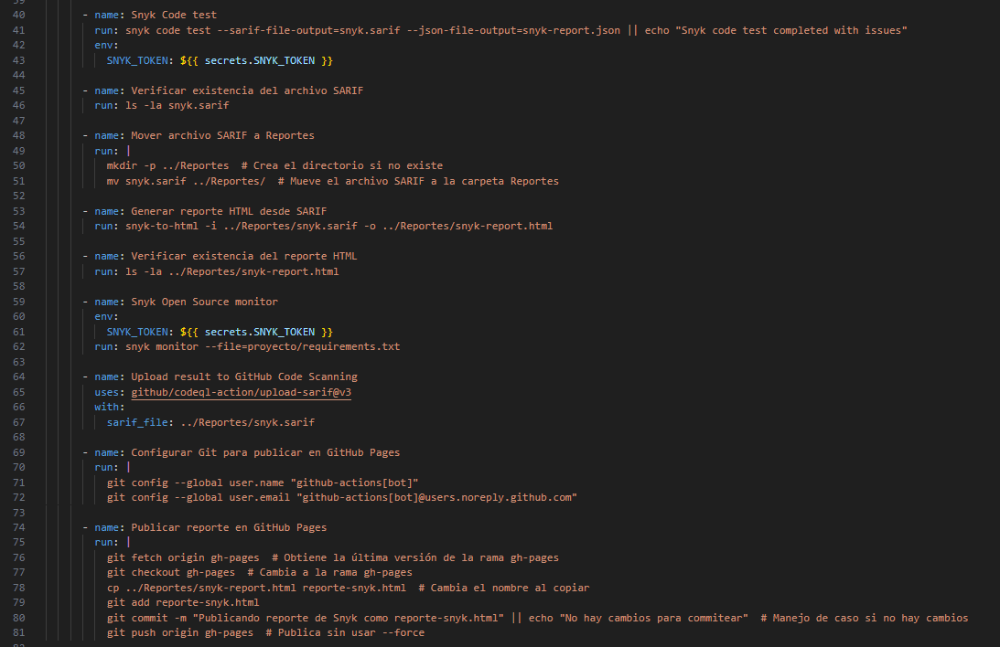 40 - name: Snyk Code test
41 run: snyk code test --sarif-file-output=snyk.sarif --json-file-output=snyk-report.json || echo "Snyk code test completed with issues"
42 env:
43 SNYK_TOKEN: ${{ secrets.SNYK_TOKEN }}
44
45 - name: Verificar existencia del archivo SARIF
46 run: ls -la snyk.sarif
47
48 - name: Mover archivo SARIF a Reportes
49 run: |
50 mkdir -p ../Reportes  # Crea el directorio si no existe
51 mv snyk.sarif ../Reportes/  # Mueve el archivo SARIF a la carpeta Reportes
52
53 - name: Generar reporte HTML desde SARIF
54 run: snyk-to-html -i ../Reportes/snyk.sarif -o ../Reportes/snyk-report.html
55
56 - name: Verificar existencia del reporte HTML
57 run: ls -la ../Reportes/snyk-report.html
58
59 - name: Snyk Open Source monitor
60 env:
61 SNYK_TOKEN: ${{ secrets.SNYK_TOKEN }}
62 run: snyk monitor --file=proyecto/requirements.txt
63
64 - name: Upload result to GitHub Code Scanning
65 uses: github/codeql-action/upload-sarif@v3
66 with:
67 sarif_file: ../Reportes/snyk.sarif
68
69 - name: Configurar Git para publicar en GitHub Pages
70 run: |
71 git config --global user.name "github-actions[bot]"
72 git config --global user.email "github-actions[bot]@users.noreply.github.com"
73
74 - name: Publicar reporte en GitHub Pages
75 run: |
76 git fetch origin gh-pages  # Obtiene la última versión de la rama gh-pages
77 git checkout gh-pages  # Cambia a la rama gh-pages
78 cp ../Reportes/snyk-report.html reporte-snyk.html  # Cambia el nombre al copiar
79 git add reporte-snyk.html
80 git commit -m "Publicando reporte de Snyk como reporte-snyk.html" || echo "No hay cambios para commitear"  # Manejo de caso si no hay cambios
81 git push origin gh-pages  # Publica sin usar --force